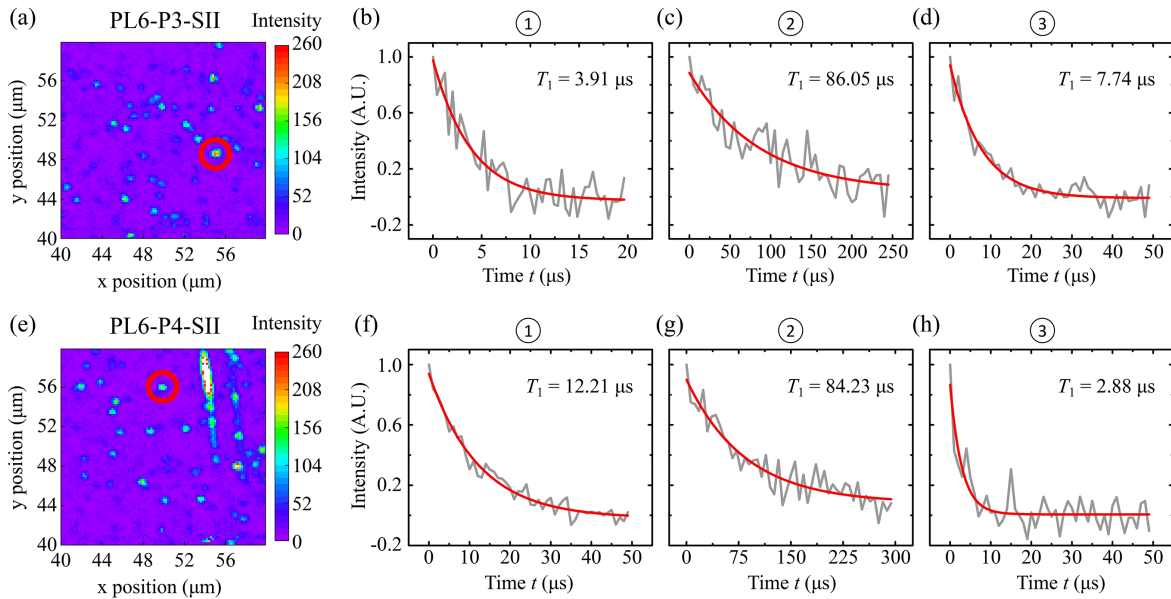 (a) PL6-P3-SII Intensity
260
208
156
104
52
0
56
52
48
44
40
y position (μm)
40 44 48 52 56
x position (μm)
(b) ①
T1 = 3.91 μs
1.0
0.6
0.2
-0.2
Intensity (A.U.)
0 5 10 15 20
Time t (μs)
(c) ②
T1 = 86.05 μs
0 50 100 150 200 250
Time t (μs)
(d) ③
T1 = 7.74 μs
0 10 20 30 40 50
Time t (μs)
(e) PL6-P4-SII Intensity
260
208
156
104
52
0
56
52
48
44
40
y position (μm)
40 44 48 52 56
x position (μm)
(f) ①
T1 = 12.21 μs
1.0
0.6
0.2
-0.2
Intensity (A.U.)
0 10 20 30 40 50
Time t (μs)
(g) ②
T1 = 84.23 μs
0 75 150 225 300
Time t (μs)
(h) ③
T1 = 2.88 μs
0 10 20 30 40 50
Time t (μs)